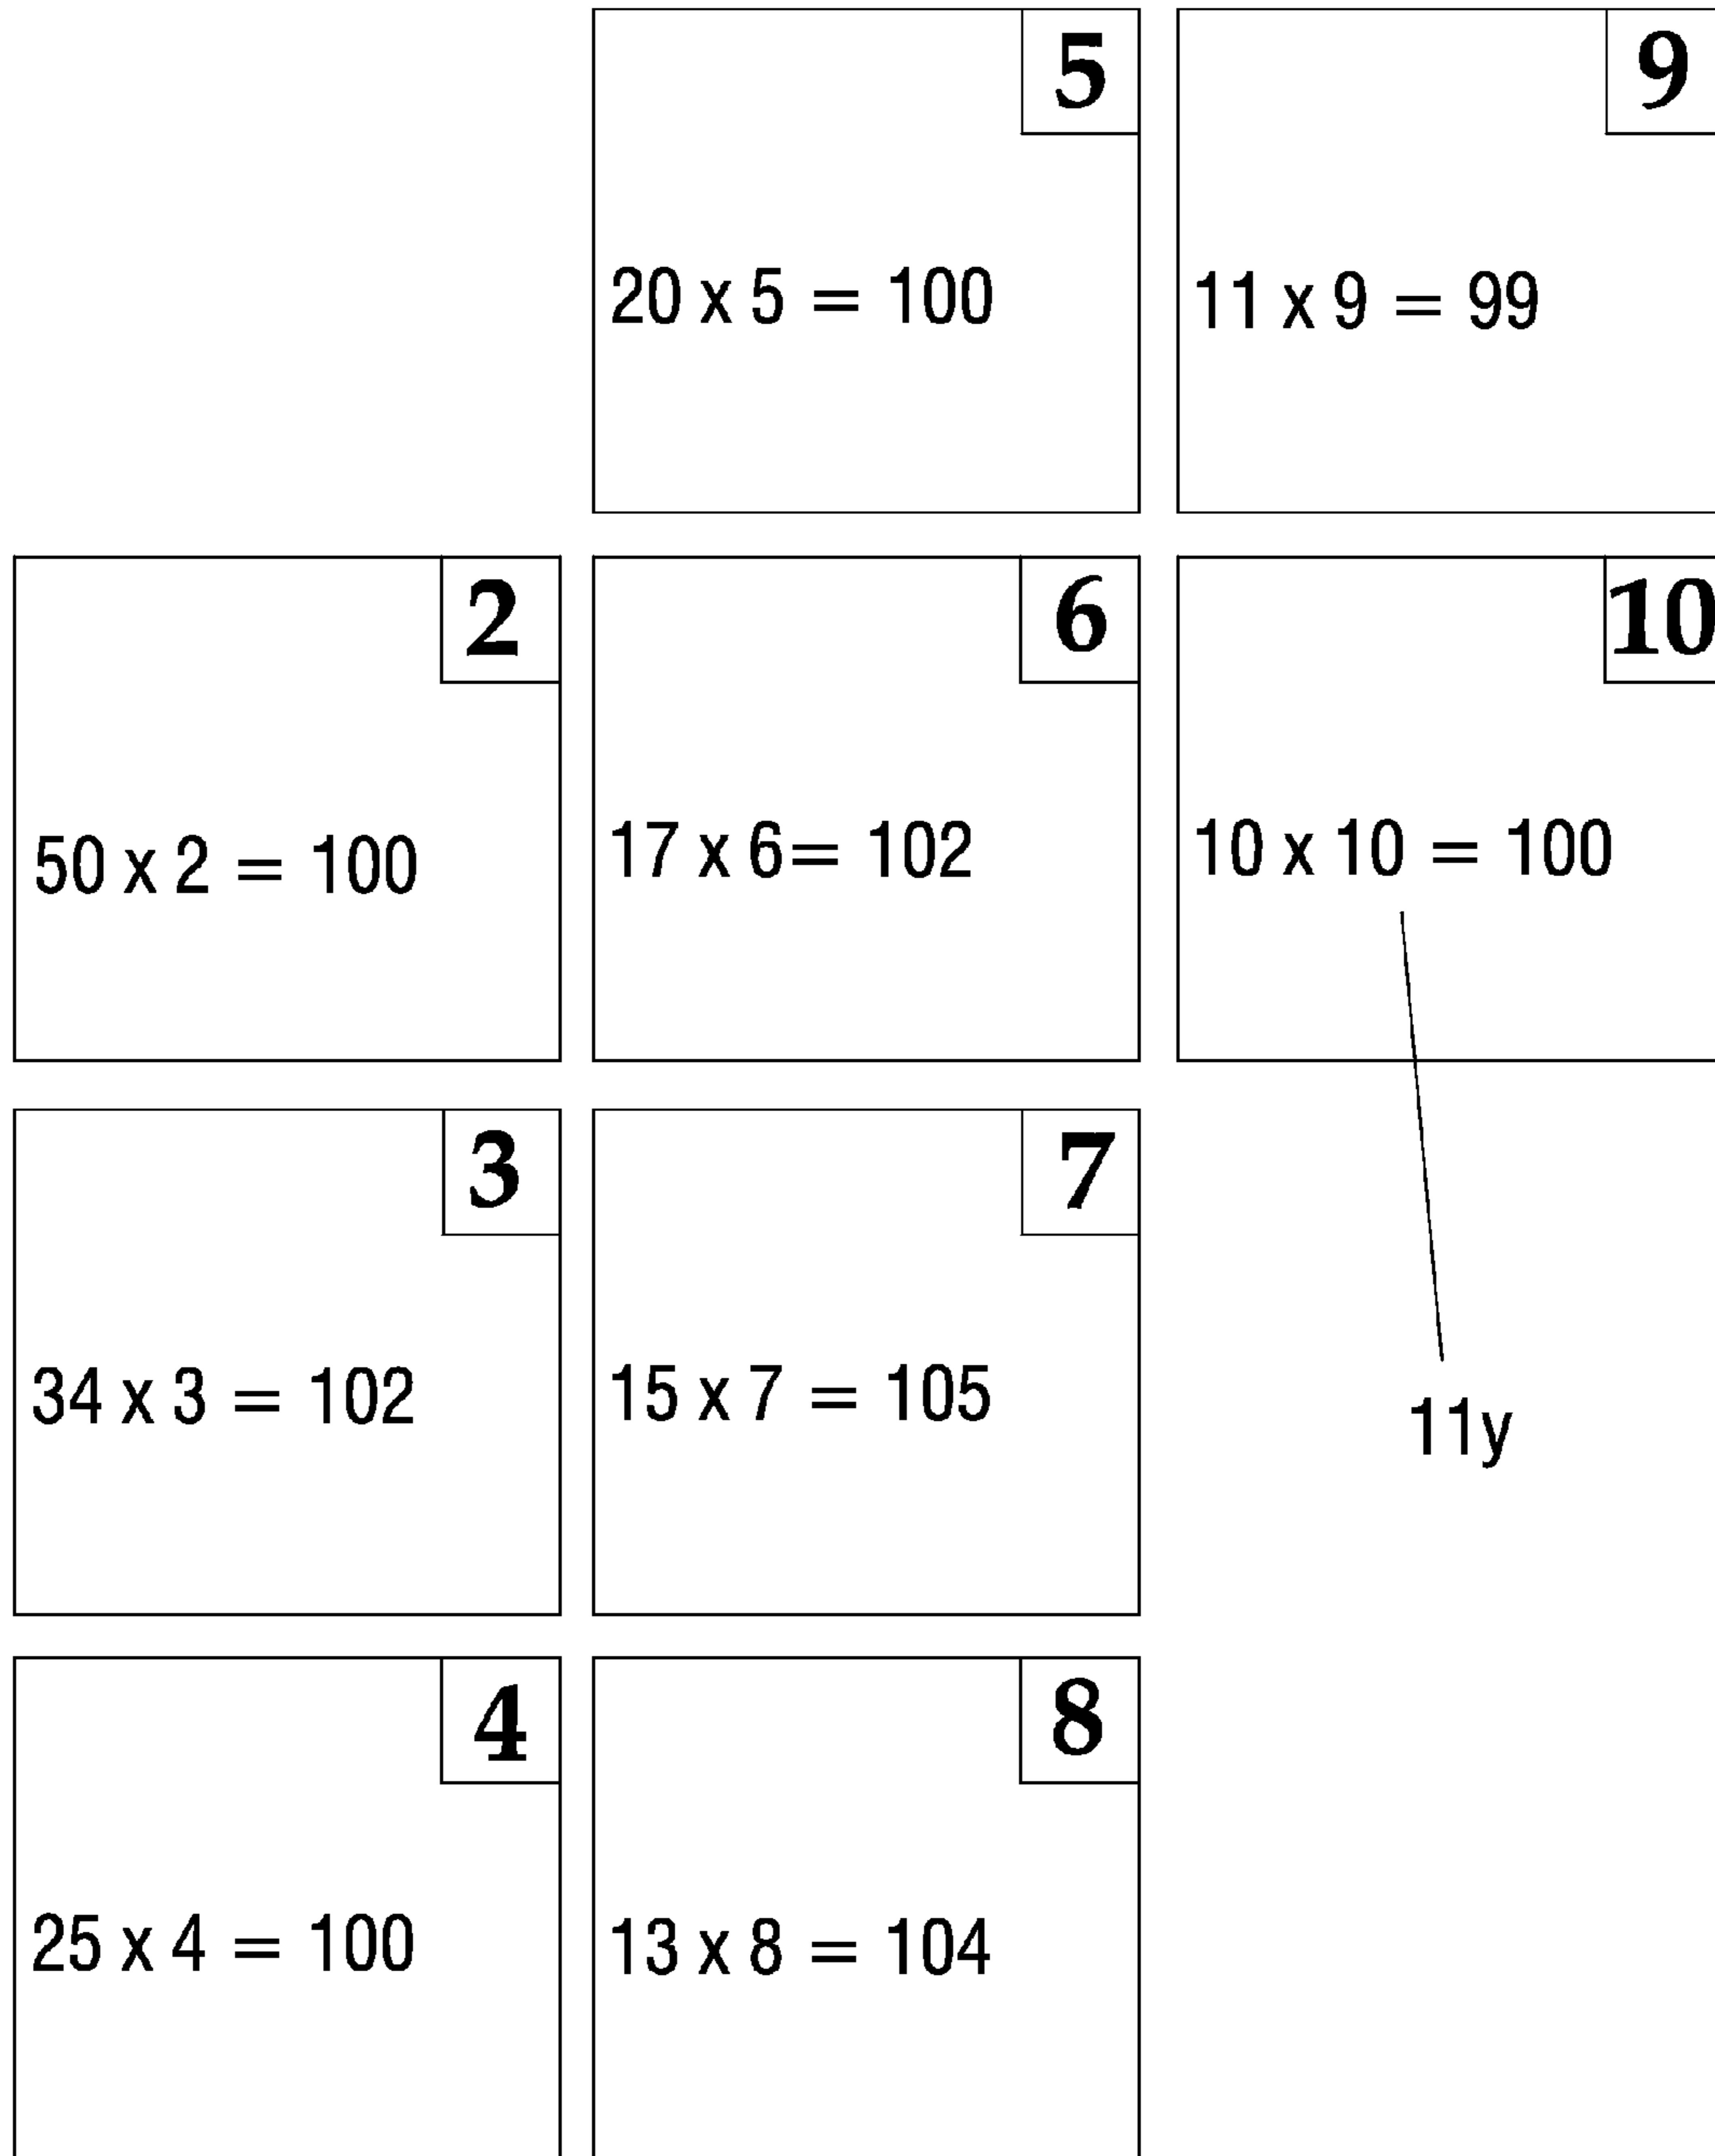 5
20 x 5 = 100
9
11 x 9 = 99
2
50 x 2 = 100
6
17 x 6= 102
10
10 x 10 = 100
3
34 x 3 = 102
7
15 x 7 = 105
11y
4
25 x 4 = 100
8
13 x 8 = 104